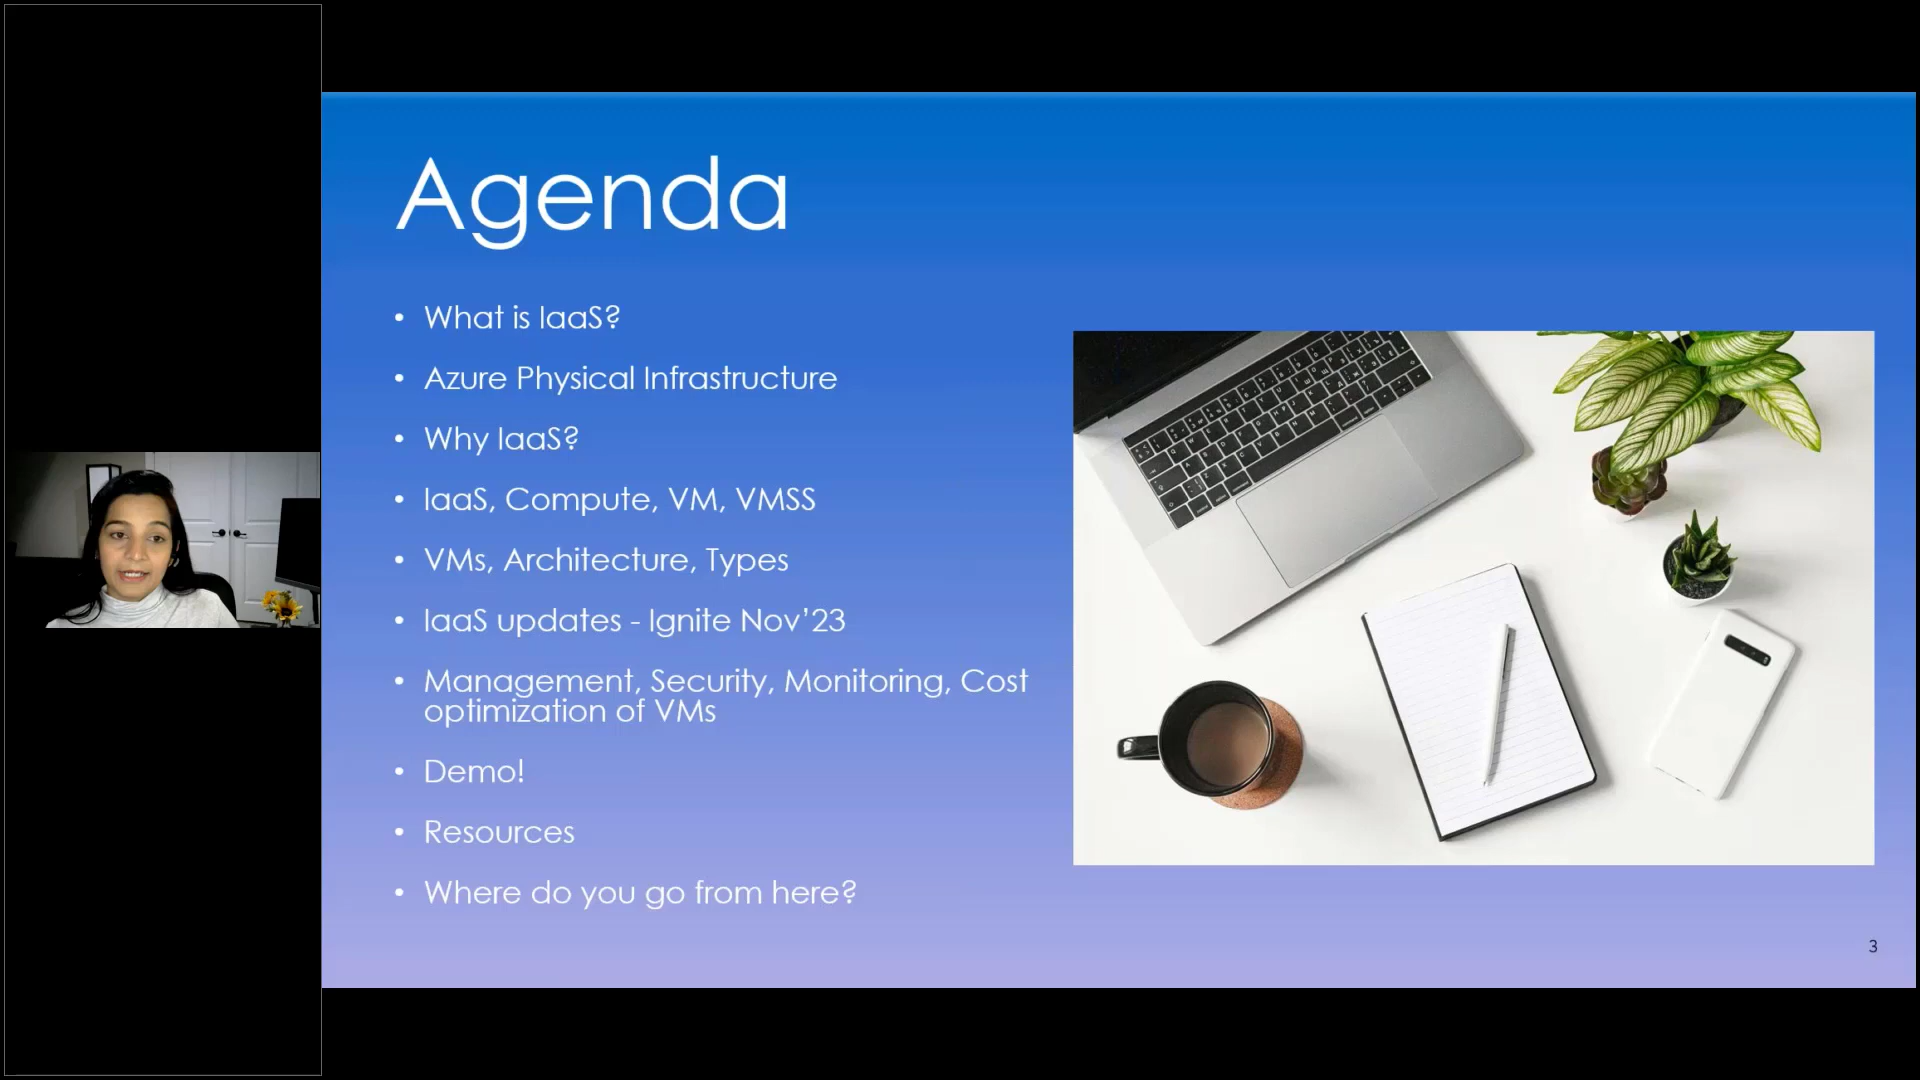 Agenda
• What is IaaS?
• Azure Physical Infrastructure
• Why IaaS?
• IaaS, Compute, VM, VMSS
• VMs, Architecture, Types
• IaaS updates - Ignite Nov’23
• Management, Security, Monitoring, Cost
optimization of VMs
• Demo!
• Resources
• Where do you go from here?
3